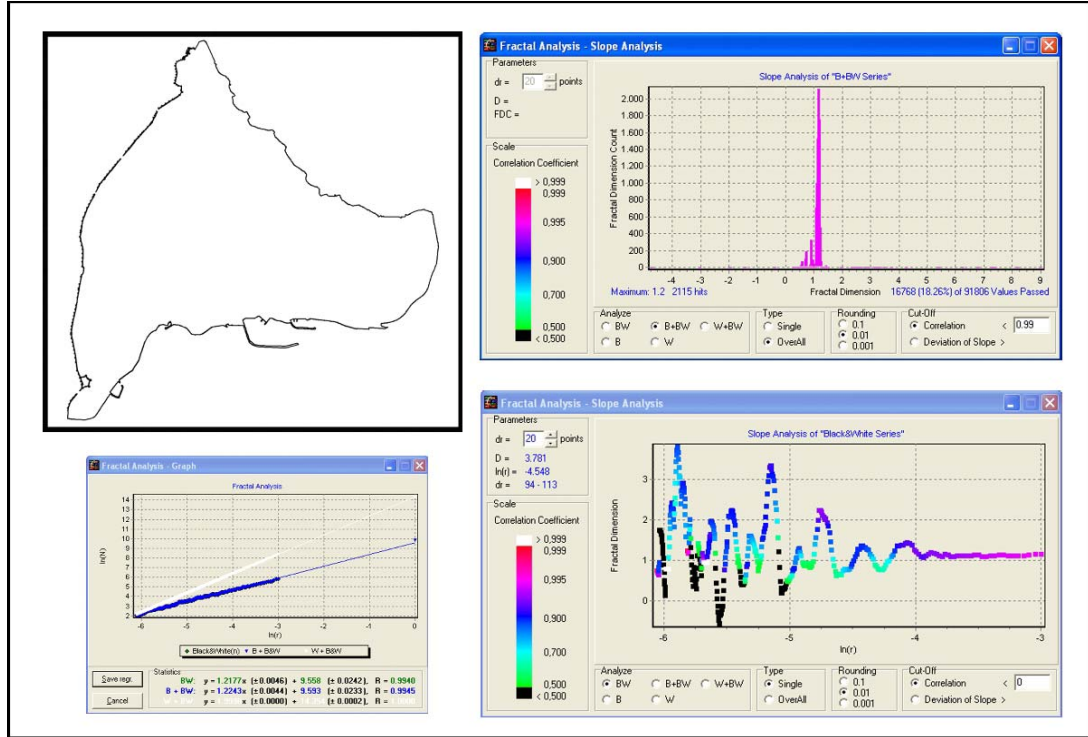 Fractal Analysis - Slope Analysis
Parameters
dr = 20 points
D =
FDC =
Scale
Correlation Coefficient
> 0,999
0,999
0,995
0,900
0,700
0,500
< 0,500
Slope Analysis of "B+BW Series"
Fractal Dimension Count
2.000
1.800
1.600
1.400
1.200
1.000
800
600
400
200
0
-4 -3 -2 -1 0 1 2 3 4 5 6 7 8 9
Maximum: 1.2 2115 hits Fractal Dimension 16768 (18.26%) of 91806 Values Passed
Analyze
BW B+BW W+BW
B W
Type
Single
OverAll
Rounding
0.1
0.01
0.001
Cut-Off
Correlation < 0.99
Deviation of Slope >
Fractal Analysis - Graph
Fractal Analysis
ln(N)
14
13
12
11
10
9
8
7
6
5
4
3
2
-6 -5 -4 -3 -2 -1 0
ln(r)
Black&White(n) B + B&W W + B&W
Save regr.
Cancel
Statistics
BW: y = 1.2177x (±0.0046) + 9.558 (± 0.0242), R = 0.9940
B + BW: y = 1.2243x (±0.0044) + 9.593 (± 0.0233), R = 0.9945
Fractal Analysis - Slope Analysis
Parameters
dr = 20 points
D = 3.781
ln(r) = -4.548
dr = 94 - 113
Scale
Correlation Coefficient
> 0,999
0,999
0,995
0,900
0,700
0,500
< 0,500
Slope Analysis of "Black&White Series"
Fractal Dimension
3
2
1
0
-6 -5 -4 -3
ln(r)
Analyze
BW B+BW W+BW
B W
Type
Single
OverAll
Rounding
0.1
0.01
0.001
Cut-Off
Correlation < 0
Deviation of Slope >